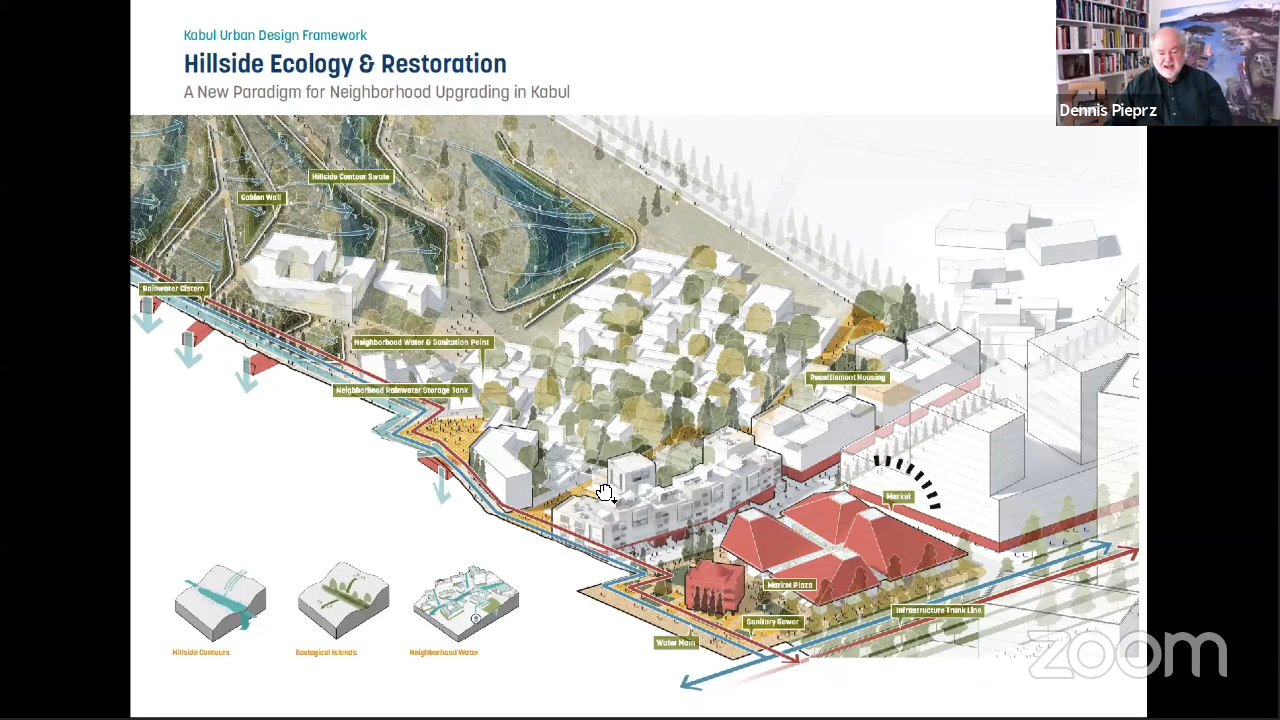 Kabul Urban Design Framework
Hillside Ecology & Restoration
A New Paradigm for Neighborhood Upgrading in Kabul
Dennis Pieprz
Hillside Contour Swale
Gabion Wall
Rainwater Cistern
Neighborhood Water & Sanitation Point
Resettlement Housing
Neighborhood Rainwater Storage Tank
Market
Market Plaza
Infrastructure Trunk Line
Sanitary Sewer
Water Main
Hillside Contours
Ecological Islands
Neighborhood Water
zoom